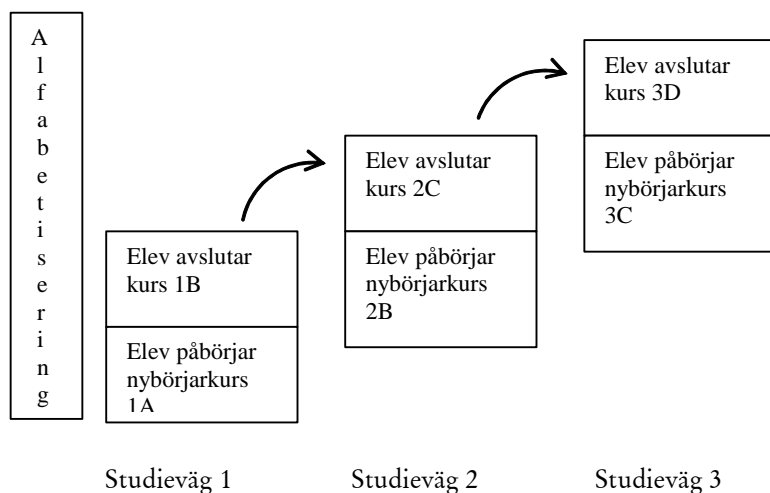 Alfabetisering
Elev avslutar
kurs 3D
Elev påbörjar
nybörjarkurs
3C
Elev avslutar
kurs 2C
Elev påbörjar
nybörjarkurs
2B
Elev avslutar
kurs 1B
Elev påbörjar
nybörjarkurs
1A
Studieväg 1
Studieväg 2
Studieväg 3